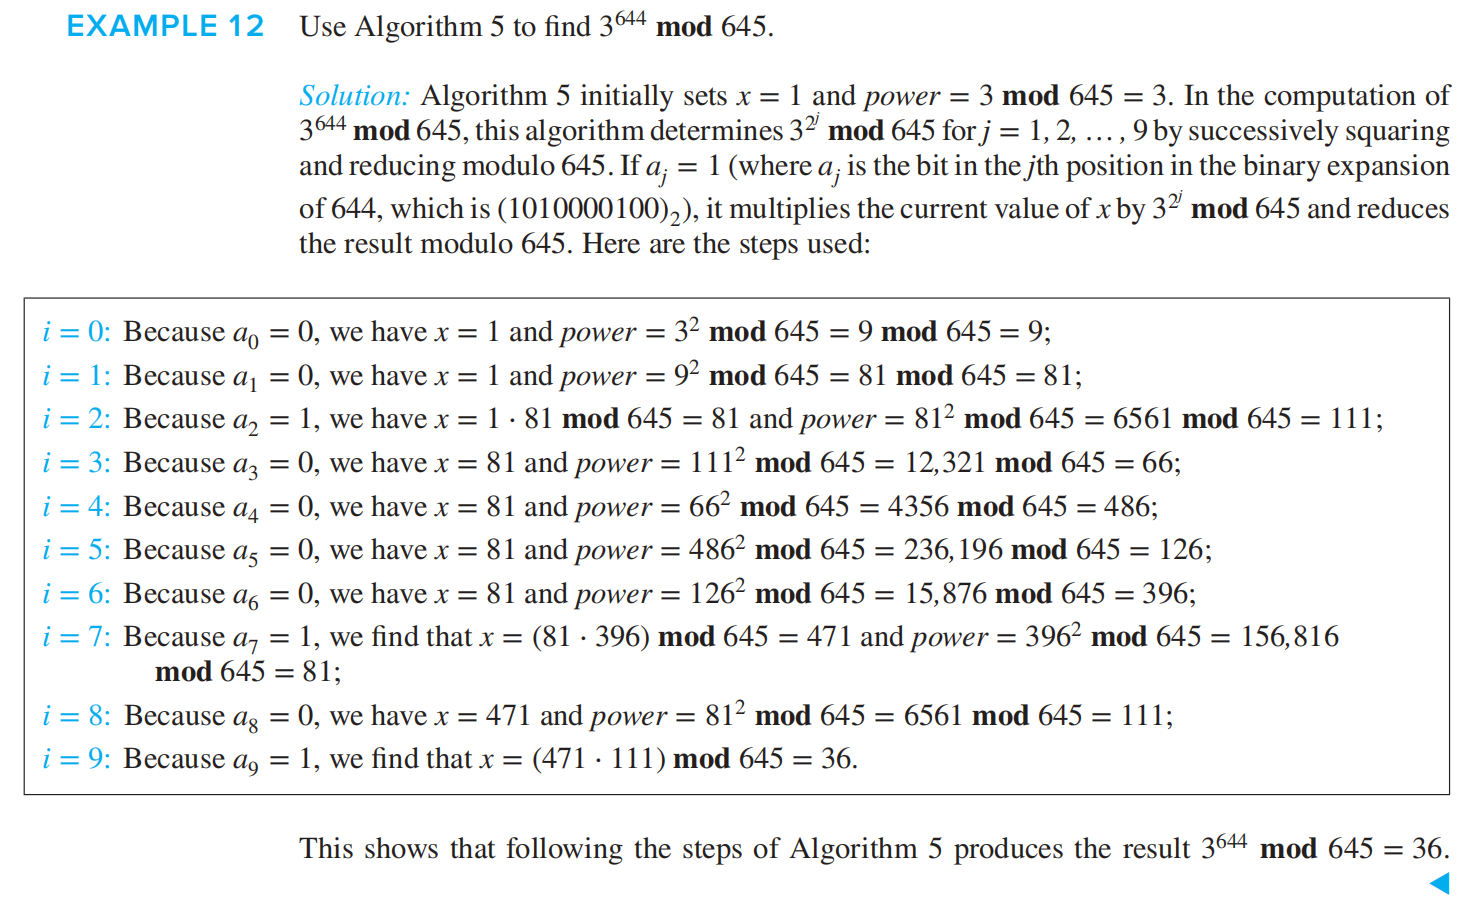 EXAMPLE 12 Use Algorithm 5 to find 3^644 mod 645.
Solution: Algorithm 5 initially sets x = 1 and power = 3 mod 645 = 3. In the computation of
3^644 mod 645, this algorithm determines 3^2^j mod 645 for j = 1, 2, … , 9 by successively squaring
and reducing modulo 645. If a_j = 1 (where a_j is the bit in the jth position in the binary expansion
of 644, which is (1010000100)_2), it multiplies the current value of x by 3^2^j mod 645 and reduces
the result modulo 645. Here are the steps used:
i = 0: Because a_0 = 0, we have x = 1 and power = 3^2 mod 645 = 9 mod 645 = 9;
i = 1: Because a_1 = 0, we have x = 1 and power = 9^2 mod 645 = 81 mod 645 = 81;
i = 2: Because a_2 = 1, we have x = 1 · 81 mod 645 = 81 and power = 81^2 mod 645 = 6561 mod 645 = 111;
i = 3: Because a_3 = 0, we have x = 81 and power = 111^2 mod 645 = 12,321 mod 645 = 66;
i = 4: Because a_4 = 0, we have x = 81 and power = 66^2 mod 645 = 4356 mod 645 = 486;
i = 5: Because a_5 = 0, we have x = 81 and power = 486^2 mod 645 = 236,196 mod 645 = 126;
i = 6: Because a_6 = 0, we have x = 81 and power = 126^2 mod 645 = 15,876 mod 645 = 396;
i = 7: Because a_7 = 1, we find that x = (81 · 396) mod 645 = 471 and power = 396^2 mod 645 = 156,816
mod 645 = 81;
i = 8: Because a_8 = 0, we have x = 471 and power = 81^2 mod 645 = 6561 mod 645 = 111;
i = 9: Because a_9 = 1, we find that x = (471 · 111) mod 645 = 36.
This shows that following the steps of Algorithm 5 produces the result 3^644 mod 645 = 36.